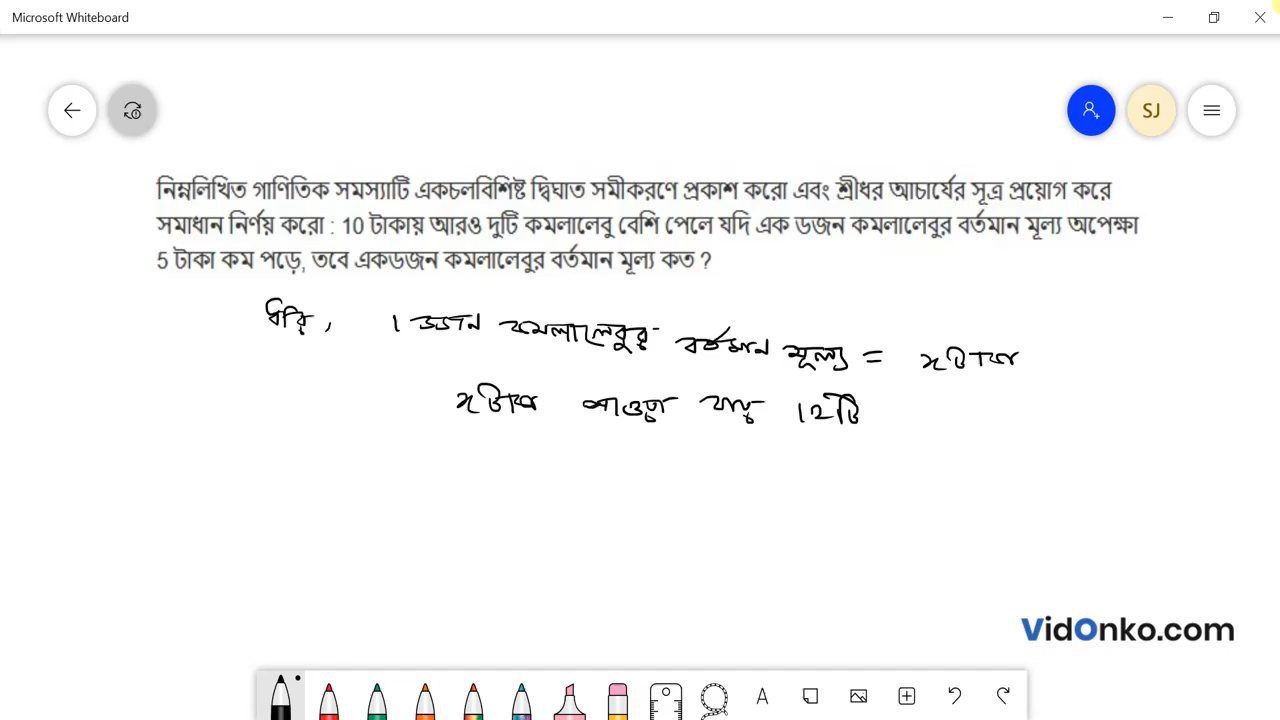 Microsoft Whiteboard
SJ
নিম্নলিখিত গাণিতিক সমস্যাটি একচলবিশিষ্ট দ্বিঘাত সমীকরণে প্রকাশ করো এবং শ্রীধর আচার্যের সূত্র প্রয়োগ করে
সমাধান নির্ণয় করো : 10 টাকায় আরও দুটি কমলালেবু বেশি পেলে যদি এক ডজন কমলালেবুর বর্তমান মূল্য অপেক্ষা
5 টাকা কম পড়ে, তবে একডজন কমলালেবুর বর্তমান মূল্য কত ?
ধরি, 1 ডজন কমলালেবুর বর্তমান মূল্য = x টাকা
x টাকায় পাওয়া যায় 12টি
VidOnko.com
A